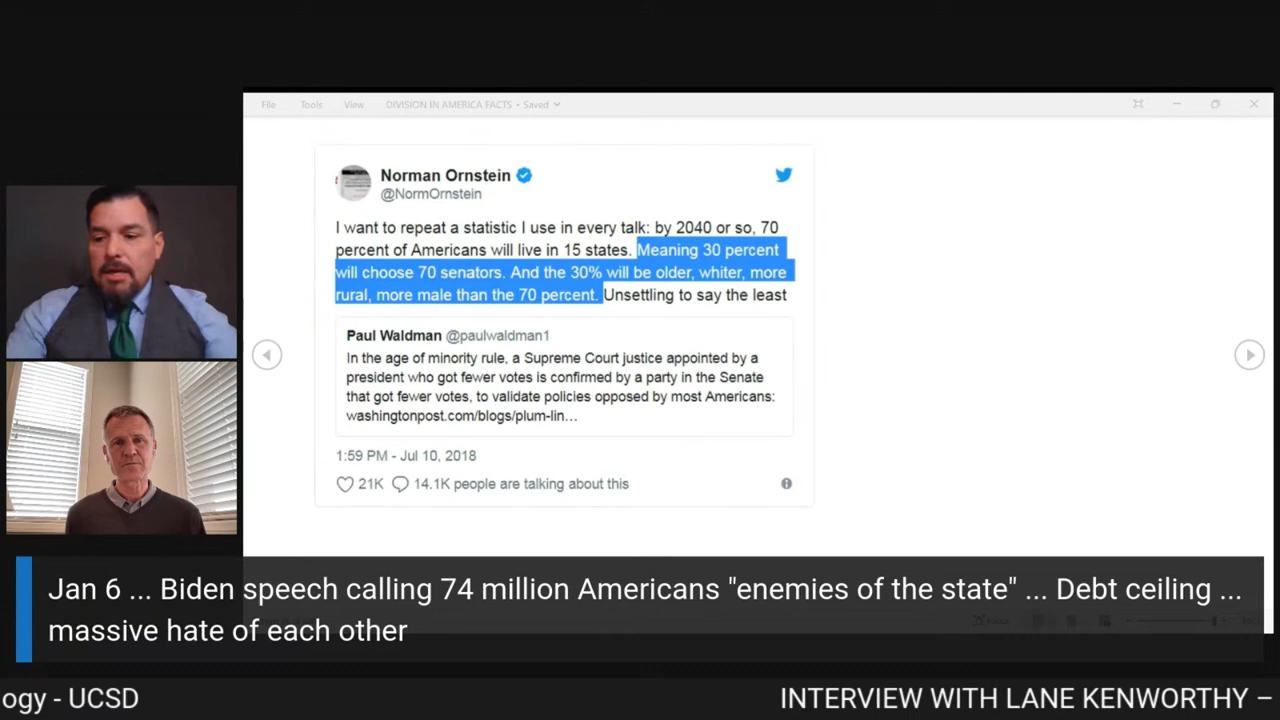 File Tools View DIVISION IN AMERICA FACTS • Saved
Norman Ornstein
@NormOrnstein
I want to repeat a statistic I use in every talk: by 2040 or so, 70
percent of Americans will live in 15 states. Meaning 30 percent
will choose 70 senators. And the 30% will be older, whiter, more
rural, more male than the 70 percent. Unsettling to say the least
Paul Waldman @paulwaldman1
In the age of minority rule, a Supreme Court justice appointed by a
president who got fewer votes is confirmed by a party in the Senate
that got fewer votes, to validate policies opposed by most Americans:
washingtonpost.com/blogs/plum-lin…
1:59 PM - Jul 10, 2018
21K 14.1K people are talking about this
Jan 6 ... Biden speech calling 74 million Americans "enemies of the state" ... Debt ceiling ...
massive hate of each other
ogy - UCSD INTERVIEW WITH LANE KENWORTHY –